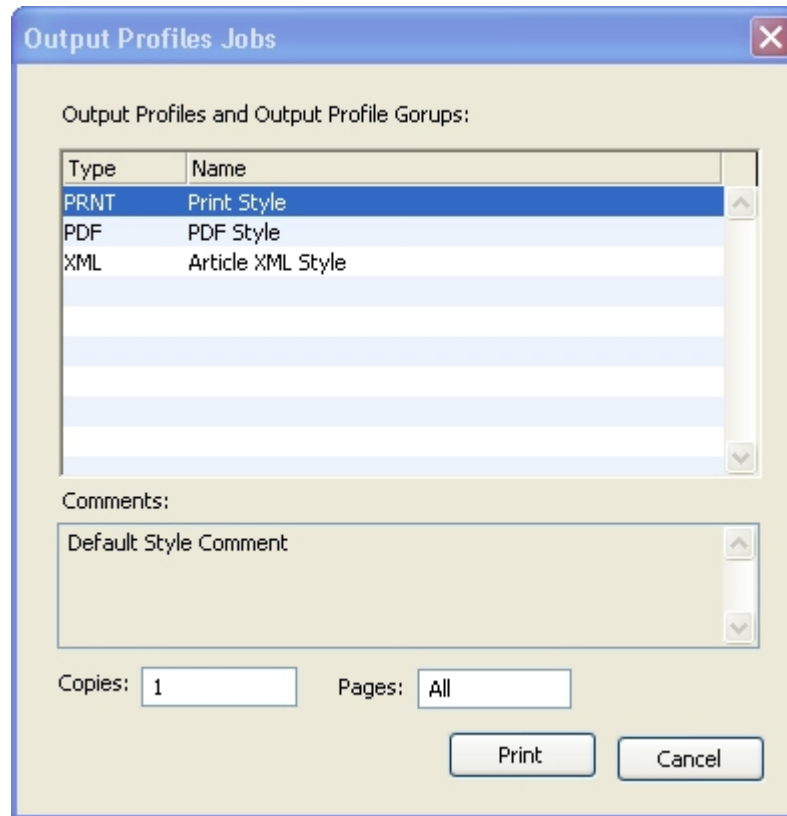 Output Profiles Jobs
Output Profiles and Output Profile Gorups:
Type Name
PRNT Print Style
PDF PDF Style
XML Article XML Style
Comments:
Default Style Comment
Copies: 1 Pages: All
Print Cancel